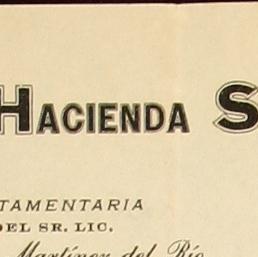 HACIENDA S
TAMENTARIA
DEL SR. LIC.
Martínez del Río